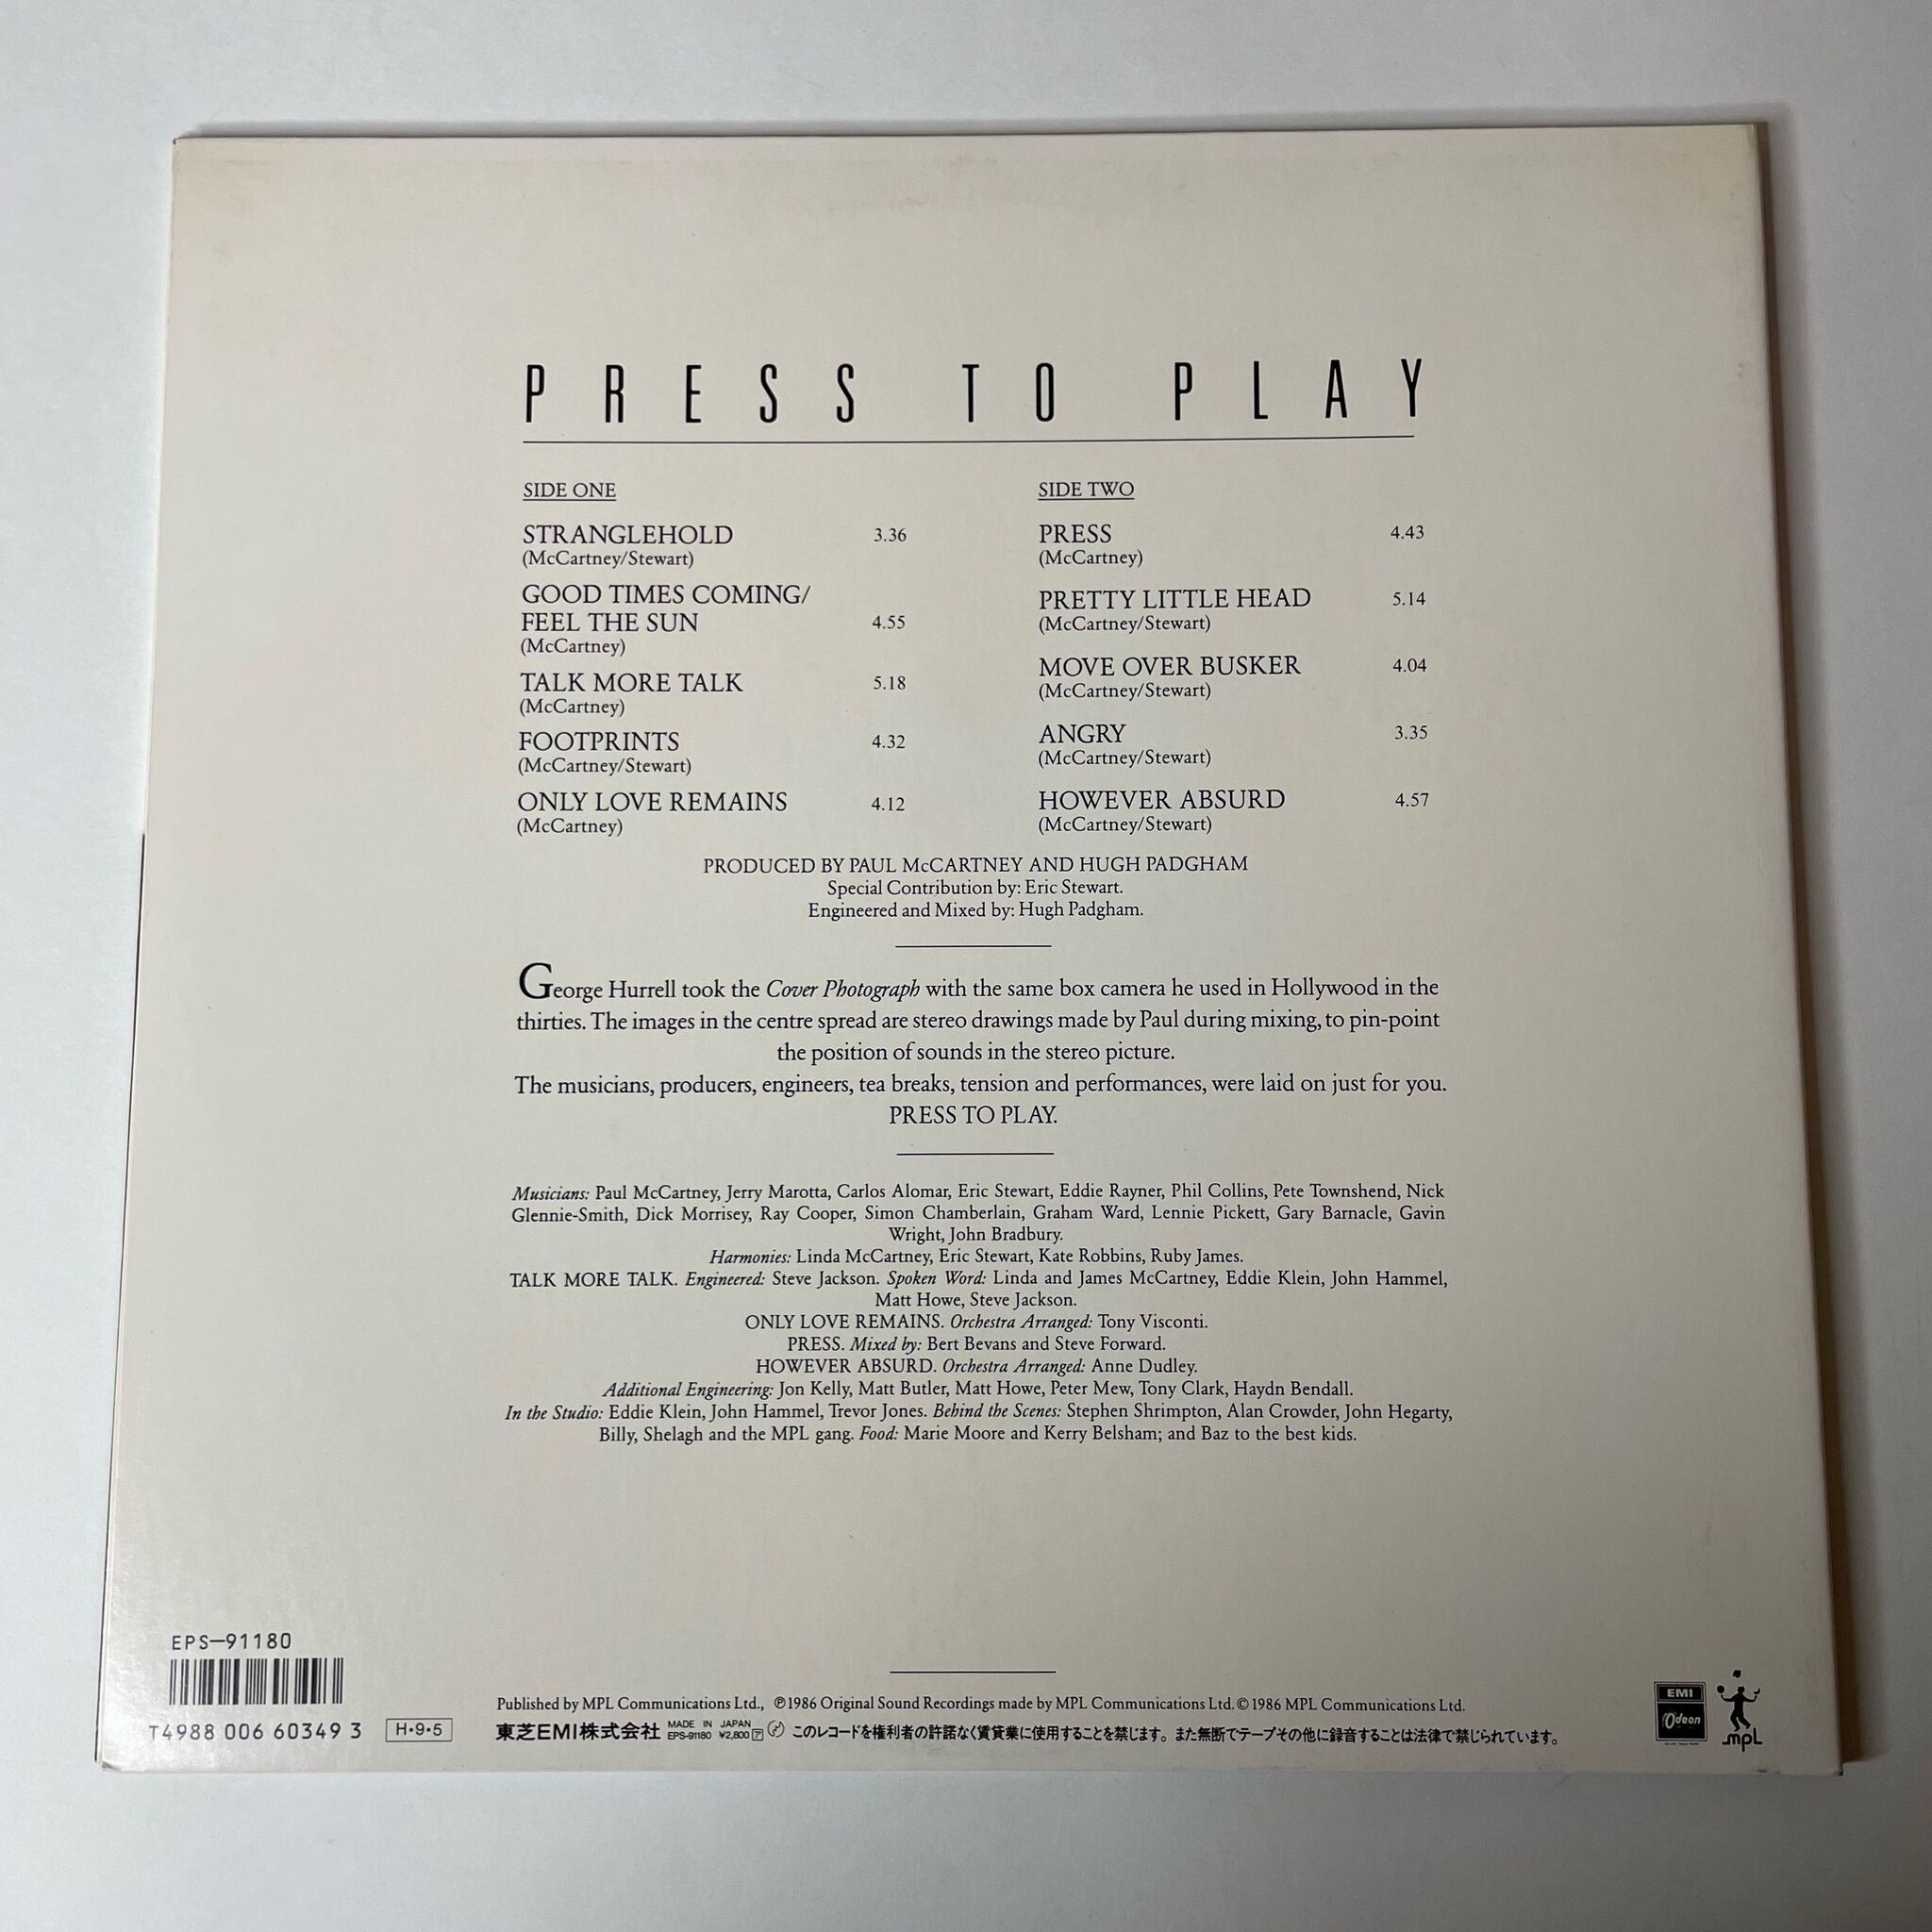 PRESS TO PLAY
SIDE ONE
STRANGLEHOLD 3.36
(McCartney/Stewart)
GOOD TIMES COMING/
FEEL THE SUN 4.55
(McCartney)
TALK MORE TALK 5.18
(McCartney)
FOOTPRINTS 4.32
(McCartney/Stewart)
ONLY LOVE REMAINS 4.12
(McCartney)
SIDE TWO
PRESS 4.43
(McCartney)
PRETTY LITTLE HEAD 5.14
(McCartney/Stewart)
MOVE OVER BUSKER 4.04
(McCartney/Stewart)
ANGRY 3.35
(McCartney/Stewart)
HOWEVER ABSURD 4.57
(McCartney/Stewart)
PRODUCED BY PAUL McCARTNEY AND HUGH PADGHAM
Special Contribution by: Eric Stewart.
Engineered and Mixed by: Hugh Padgham.
George Hurrell took the Cover Photograph with the same box camera he used in Hollywood in the
thirties. The images in the centre spread are stereo drawings made by Paul during mixing, to pin-point
the position of sounds in the stereo picture.
The musicians, producers, engineers, tea breaks, tension and performances, were laid on just for you.
PRESS TO PLAY.
Musicians: Paul McCartney, Jerry Marotta, Carlos Alomar, Eric Stewart, Eddie Rayner, Phil Collins, Pete Townshend, Nick
Glennie-Smith, Dick Morrisey, Ray Cooper, Simon Chamberlain, Graham Ward, Lennie Pickett, Gary Barnacle, Gavin
Wright, John Bradbury.
Harmonies: Linda McCartney, Eric Stewart, Kate Robbins, Ruby James.
TALK MORE TALK. Engineered: Steve Jackson. Spoken Word: Linda and James McCartney, Eddie Klein, John Hammel,
Matt Howe, Steve Jackson.
ONLY LOVE REMAINS. Orchestra Arranged: Tony Visconti.
PRESS. Mixed by: Bert Bevans and Steve Forward.
HOWEVER ABSURD. Orchestra Arranged: Anne Dudley.
Additional Engineering: Jon Kelly, Matt Butler, Matt Howe, Peter Mew, Tony Clark, Haydn Bendall.
In the Studio: Eddie Klein, John Hammel, Trevor Jones. Behind the Scenes: Stephen Shrimpton, Alan Crowder, John Hegarty,
Billy, Shelagh and the MPL gang. Food: Marie Moore and Kerry Belsham; and Baz to the best kids.
EPS—91180
T4988 006 60349 3
H•9•5
Published by MPL Communications Ltd., ℗1986 Original Sound Recordings made by MPL Communications Ltd. © 1986 MPL Communications Ltd.
東芝EMI株式会社 MADE IN JAPAN
EPS-91180 ¥2,800 このレコードを権利者の許諾なく賃貸業に使用することを禁じます。また無断でテープその他に録音することは法律で禁じられています。
EMI
Odeon
mpL